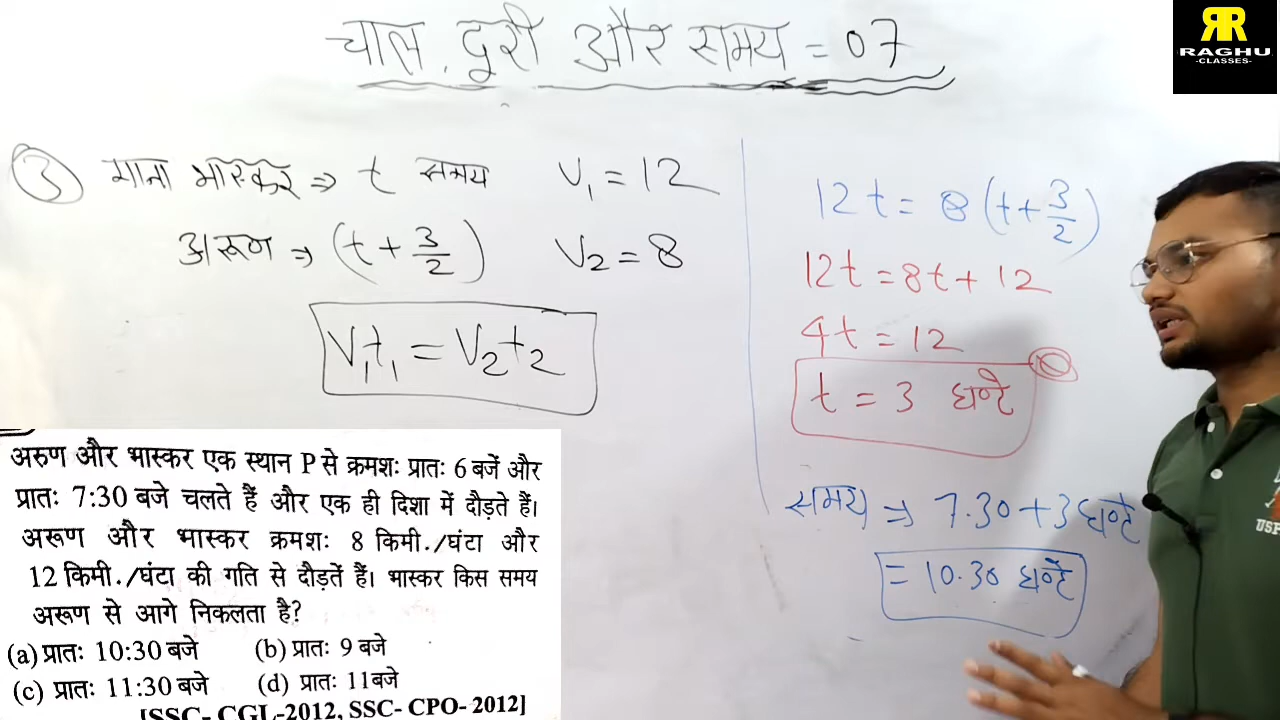 चाल, दूरी और समय = 07
RR
RAGHU
-CLASSES-
③ माना भास्कर ⇒ t समय V₁ = 12
अरूण ⇒ (t + 3/2) V₂ = 8
V₁t₁ = V₂t₂
12t = 8(t + 3/2)
12t = 8t + 12
4t = 12
t = 3 घण्टे
समय ⇒ 7.30 + 3 घण्टे
= 10.30 घण्टे
अरुण और भास्कर एक स्थान P से क्रमशः प्रातः 6 बजें और
प्रातः 7:30 बजे चलते हैं और एक ही दिशा में दौड़ते हैं।
अरूण और भास्कर क्रमशः 8 किमी./घंटा और
12 किमी./घंटा की गति से दौड़तें हैं। भास्कर किस समय
अरूण से आगे निकलता है?
(a) प्रातः 10:30 बजे (b) प्रातः 9 बजे
(c) प्रातः 11:30 बजे (d) प्रातः 11बजे
[SSC- CGL-2012, SSC- CPO- 2012]
USP